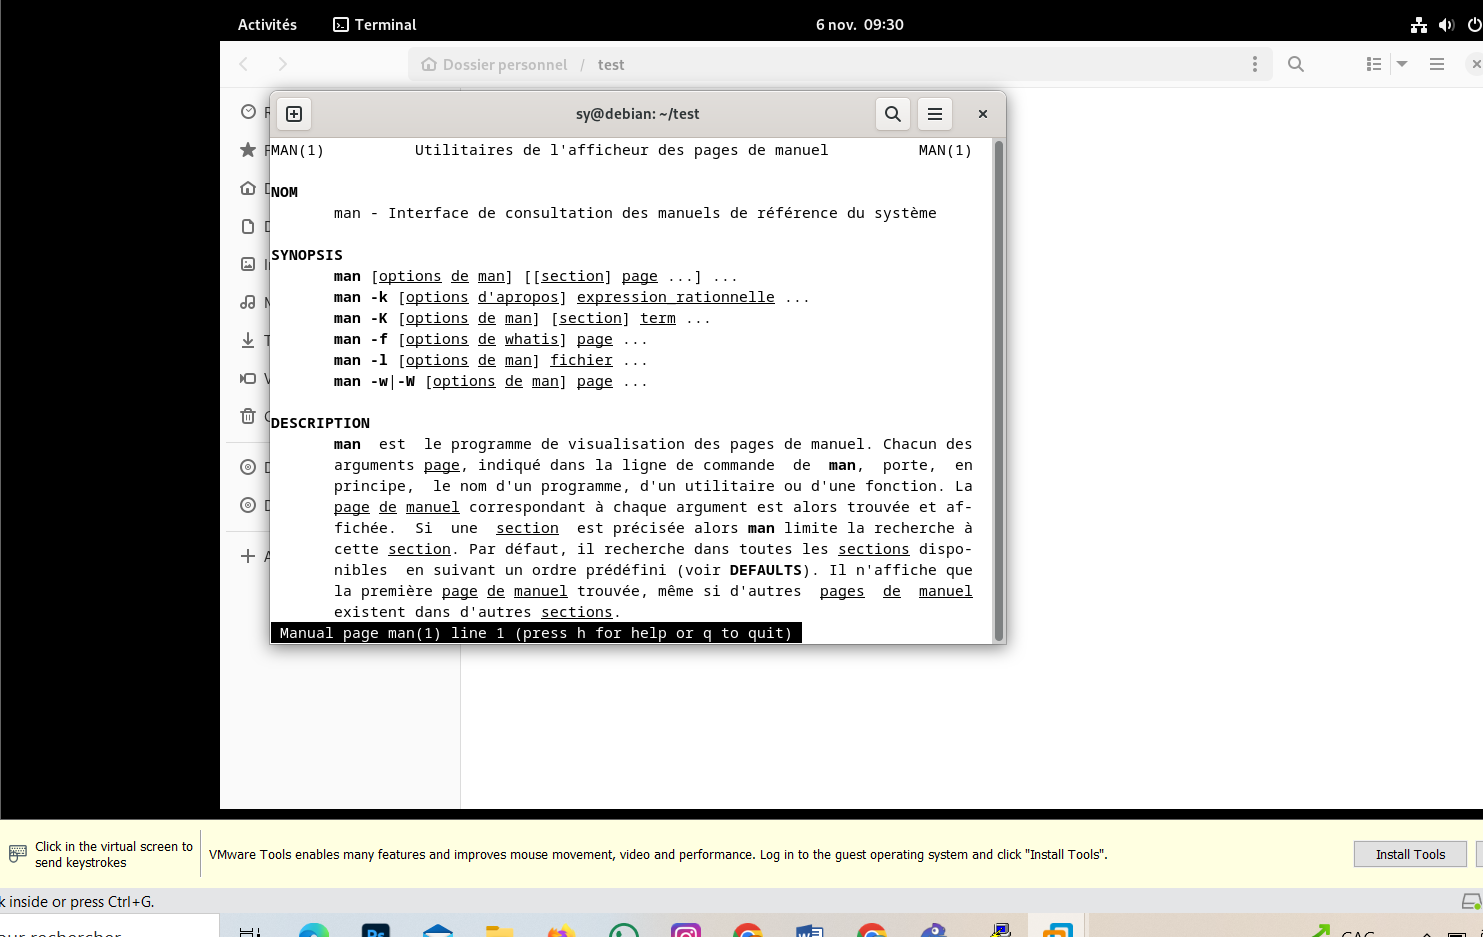 Activités Terminal 6 nov. 09:30
Dossier personnel / test
sy@debian: ~/test
MAN(1) Utilitaires de l'afficheur des pages de manuel MAN(1)
NOM
man - Interface de consultation des manuels de référence du système
SYNOPSIS
man [options de man] [[section] page ...] ...
man -k [options d'apropos] expression_rationnelle ...
man -K [options de man] [section] term ...
man -f [options de whatis] page ...
man -l [options de man] fichier ...
man -w|-W [options de man] page ...
DESCRIPTION
man est le programme de visualisation des pages de manuel. Chacun des
arguments page, indiqué dans la ligne de commande de man, porte, en
principe, le nom d'un programme, d'un utilitaire ou d'une fonction. La
page de manuel correspondant à chaque argument est alors trouvée et af-
fichée. Si une section est précisée alors man limite la recherche à
cette section. Par défaut, il recherche dans toutes les sections dispo-
nibles en suivant un ordre prédéfini (voir DEFAULTS). Il n'affiche que
la première page de manuel trouvée, même si d'autres pages de manuel
existent dans d'autres sections.
Manual page man(1) line 1 (press h for help or q to quit)
Click in the virtual screen to
send keystrokes
VMware Tools enables many features and improves mouse movement, video and performance. Log in to the guest operating system and click "Install Tools".
Install Tools
k inside or press Ctrl+G.
our rechercher
CAC